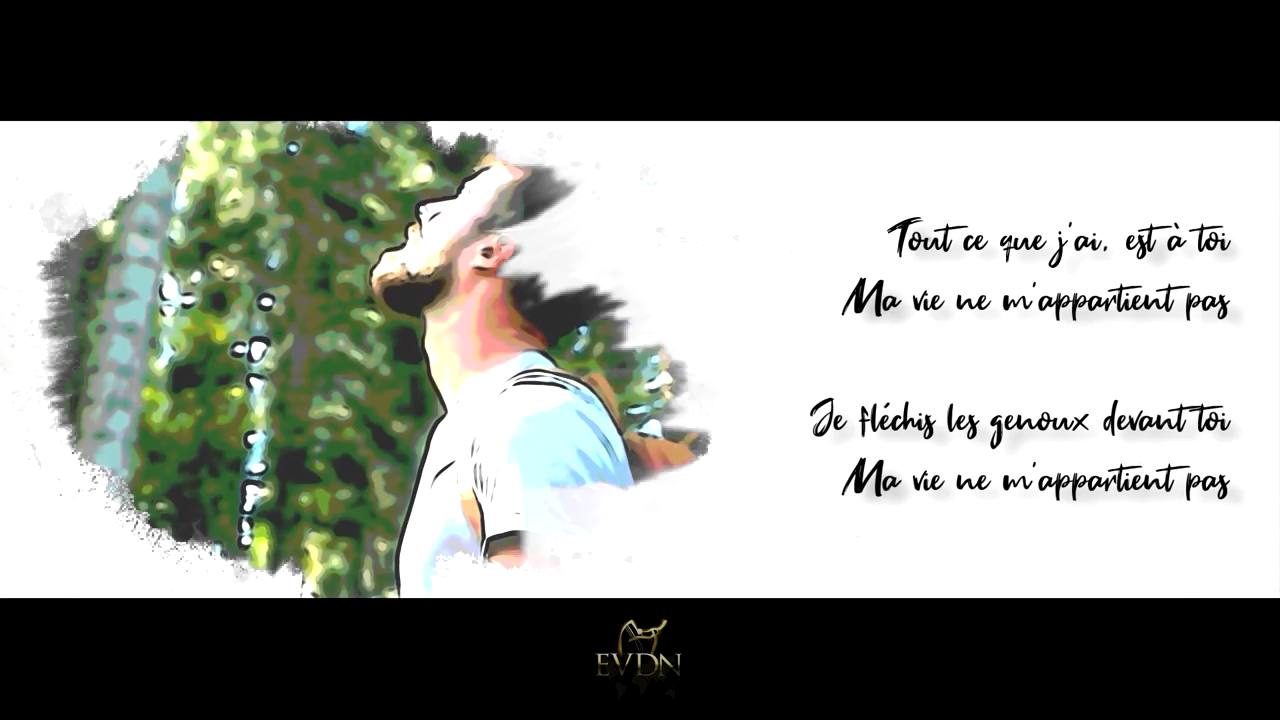 Tout ce que j'ai, est à toi
Ma vie ne m'appartient pas
Je fléchis les genoux devant toi
Ma vie ne m'appartient pas
EVDN